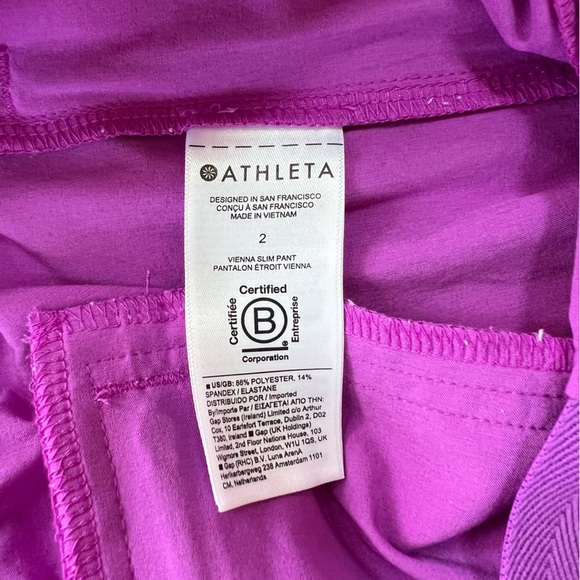 ATHLETA
DESIGNED IN SAN FRANCISCO
CONÇU À SAN FRANCISCO
MADE IN VIETNAM
2
VIENNA SLIM PANT
PANTALON ÉTROIT VIENNA
Certified
Certifiée
B
Entreprise
Corporation
■ US/GB: 86% POLYESTER, 14%
SPANDEX / ELASTANE
DISTRIBUIDO POR / Imported
By/Importe Par / ΕΙΣΑΓΕΤΑΙ ΑΠΟ ΤΗΝ
Gap Stores (Ireland) Limited c/o Arthur
Cox, 10 Earlsfort Terrace, Dublin 2, D02
T380, Ireland ■ Gap (UK Holdings)
Limited, 2nd Floor Nations House, 103
Wigmore Street, London, W1U 1QS, UK
■ Gap (RHC) B.V. Luna ArenA
Herikerbergweg 238 Amsterdam 1101
CM, Netherlands